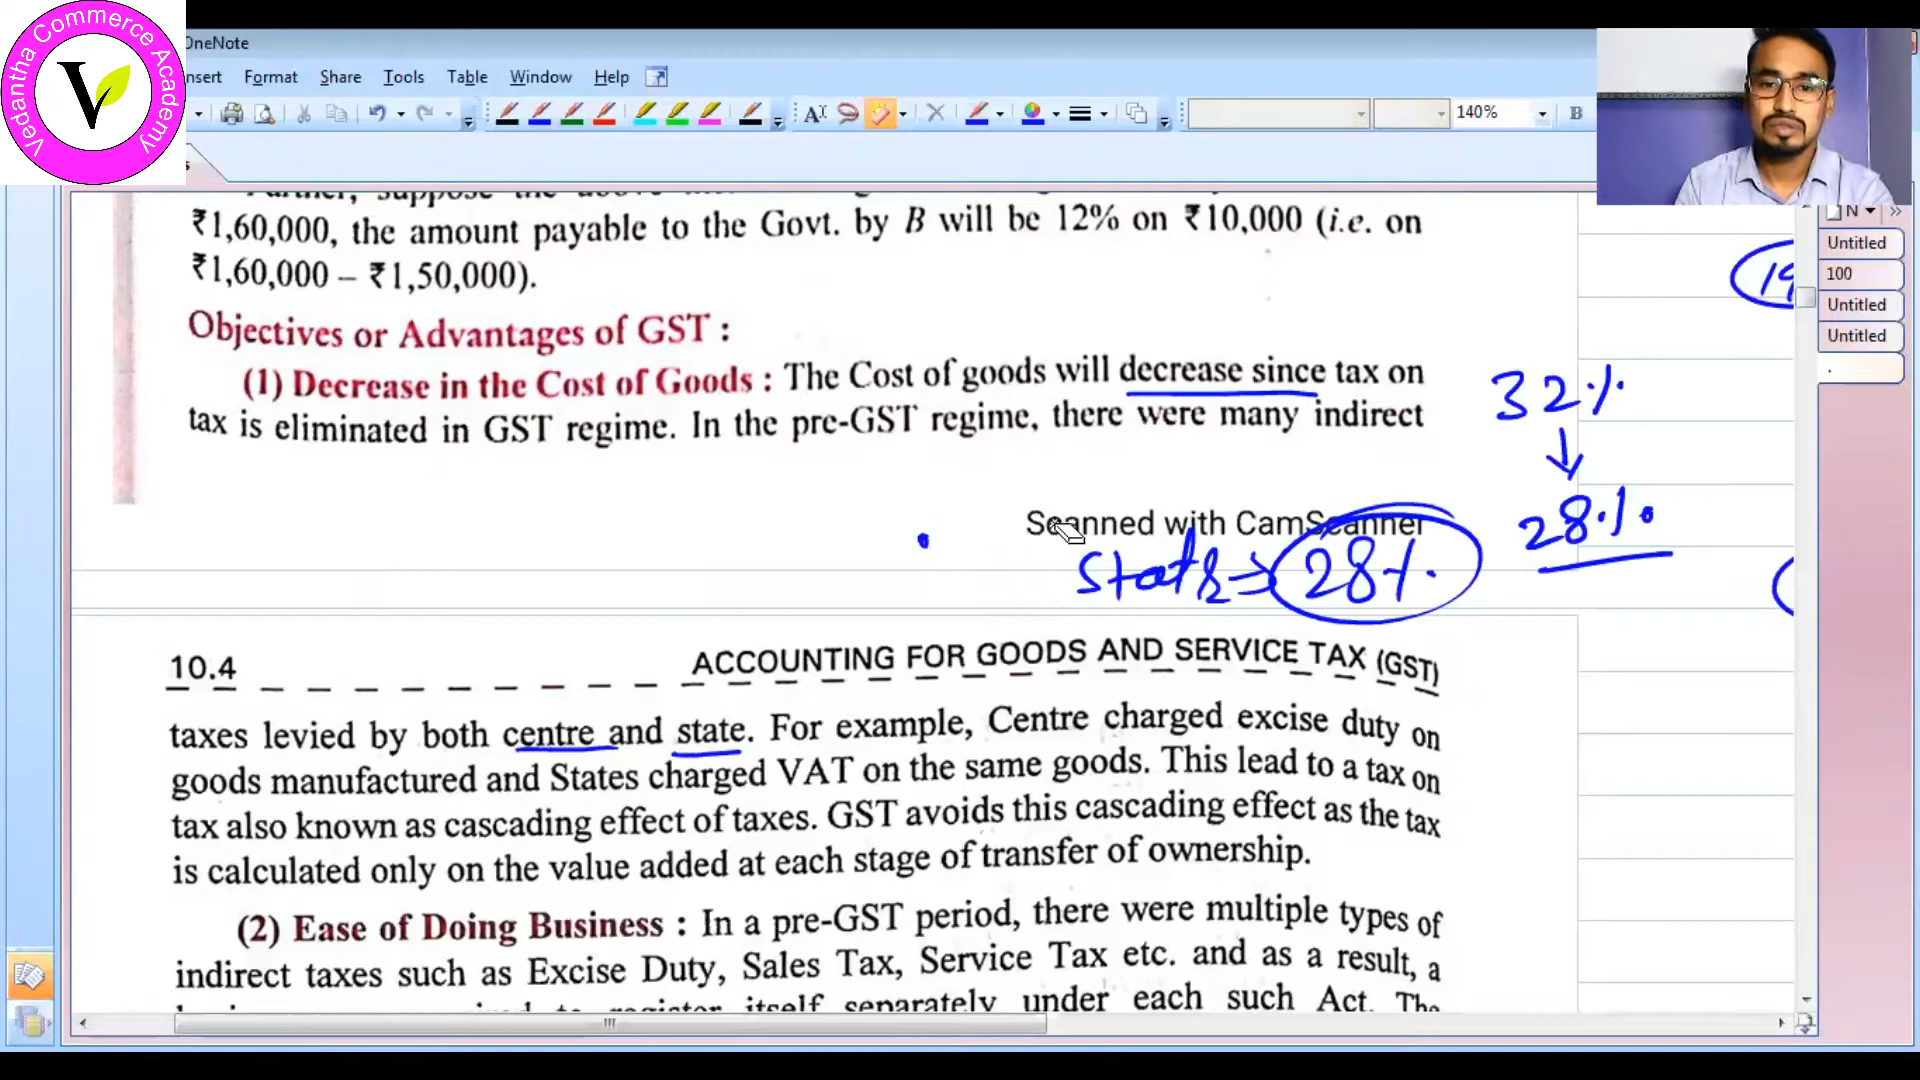 Vedantha Commerce Academy
V
OneNote
nsert Format Share Tools Table Window Help
140% B
₹1,60,000, the amount payable to the Govt. by B will be 12% on ₹10,000 (i.e. on
₹1,60,000 – ₹1,50,000).
Objectives or Advantages of GST :
(1) Decrease in the Cost of Goods : The Cost of goods will decrease since tax on
tax is eliminated in GST regime. In the pre-GST regime, there were many indirect
Scanned with CamScanner
State → 28%
32%
↓
28%
19
N
Untitled
100
Untitled
Untitled
.
10.4 ACCOUNTING FOR GOODS AND SERVICE TAX (GST)
taxes levied by both centre and state. For example, Centre charged excise duty on
goods manufactured and States charged VAT on the same goods. This lead to a tax on
tax also known as cascading effect of taxes. GST avoids this cascading effect as the tax
is calculated only on the value added at each stage of transfer of ownership.
(2) Ease of Doing Business : In a pre-GST period, there were multiple types of
indirect taxes such as Excise Duty, Sales Tax, Service Tax etc. and as a result, a
itself separately under each such Act. The